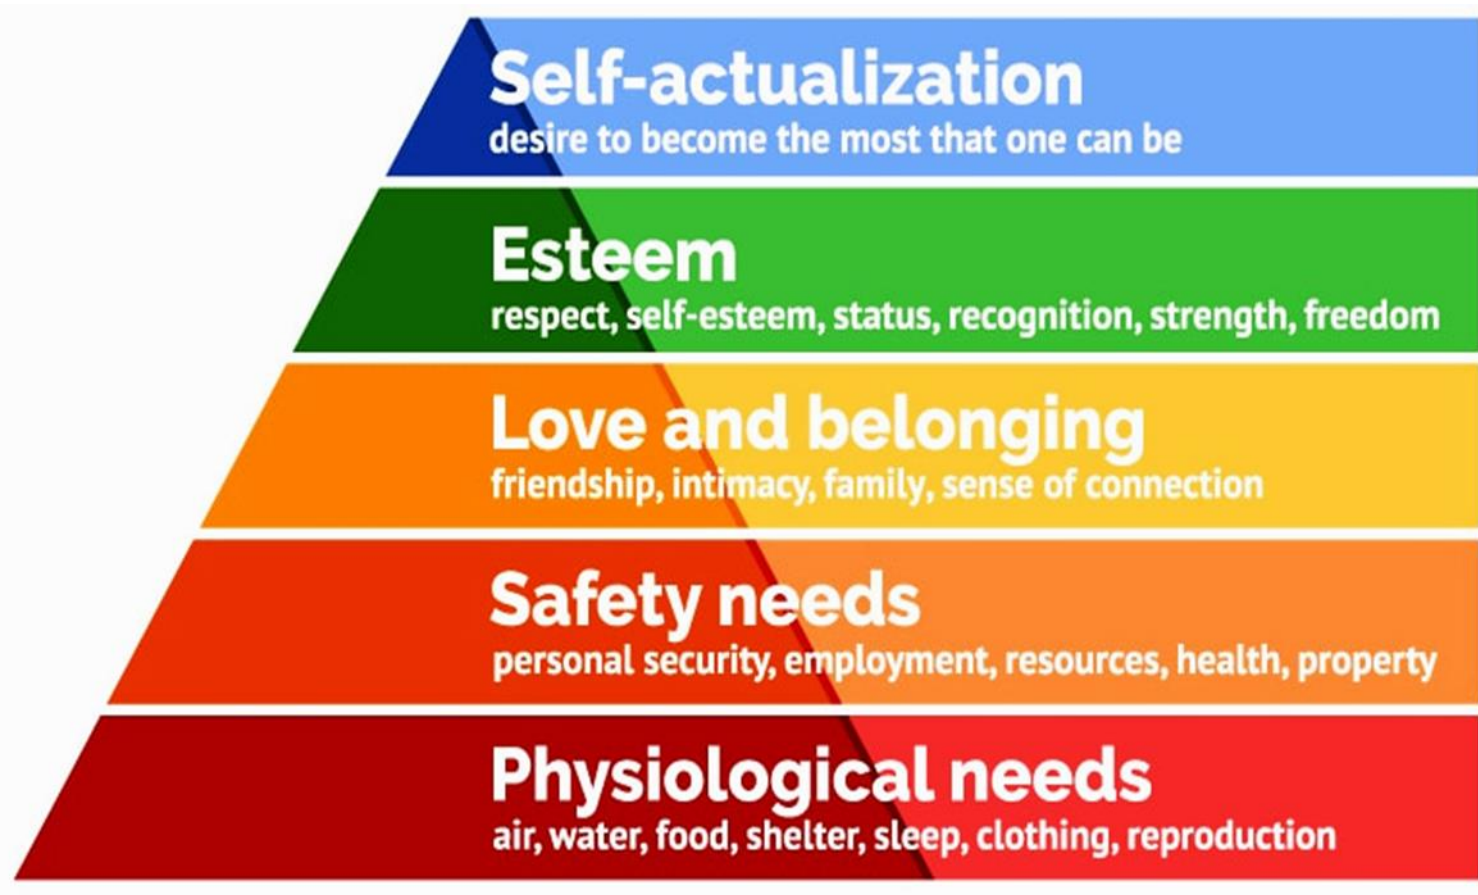 Self-actualization
desire to become the most that one can be
Esteem
respect, self-esteem, status, recognition, strength, freedom
Love and belonging
friendship, intimacy, family, sense of connection
Safety needs
personal security, employment, resources, health, property
Physiological needs
air, water, food, shelter, sleep, clothing, reproduction